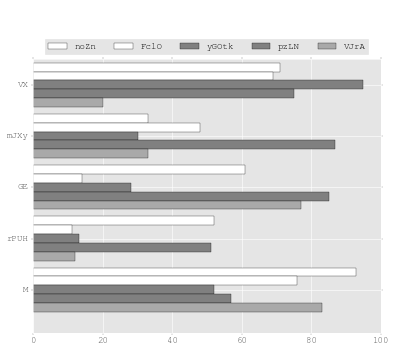 noZn FclO yGOtk pzLN VJrA
VX
mJXy
GE
rPUH
M
0 20 40 60 80 100